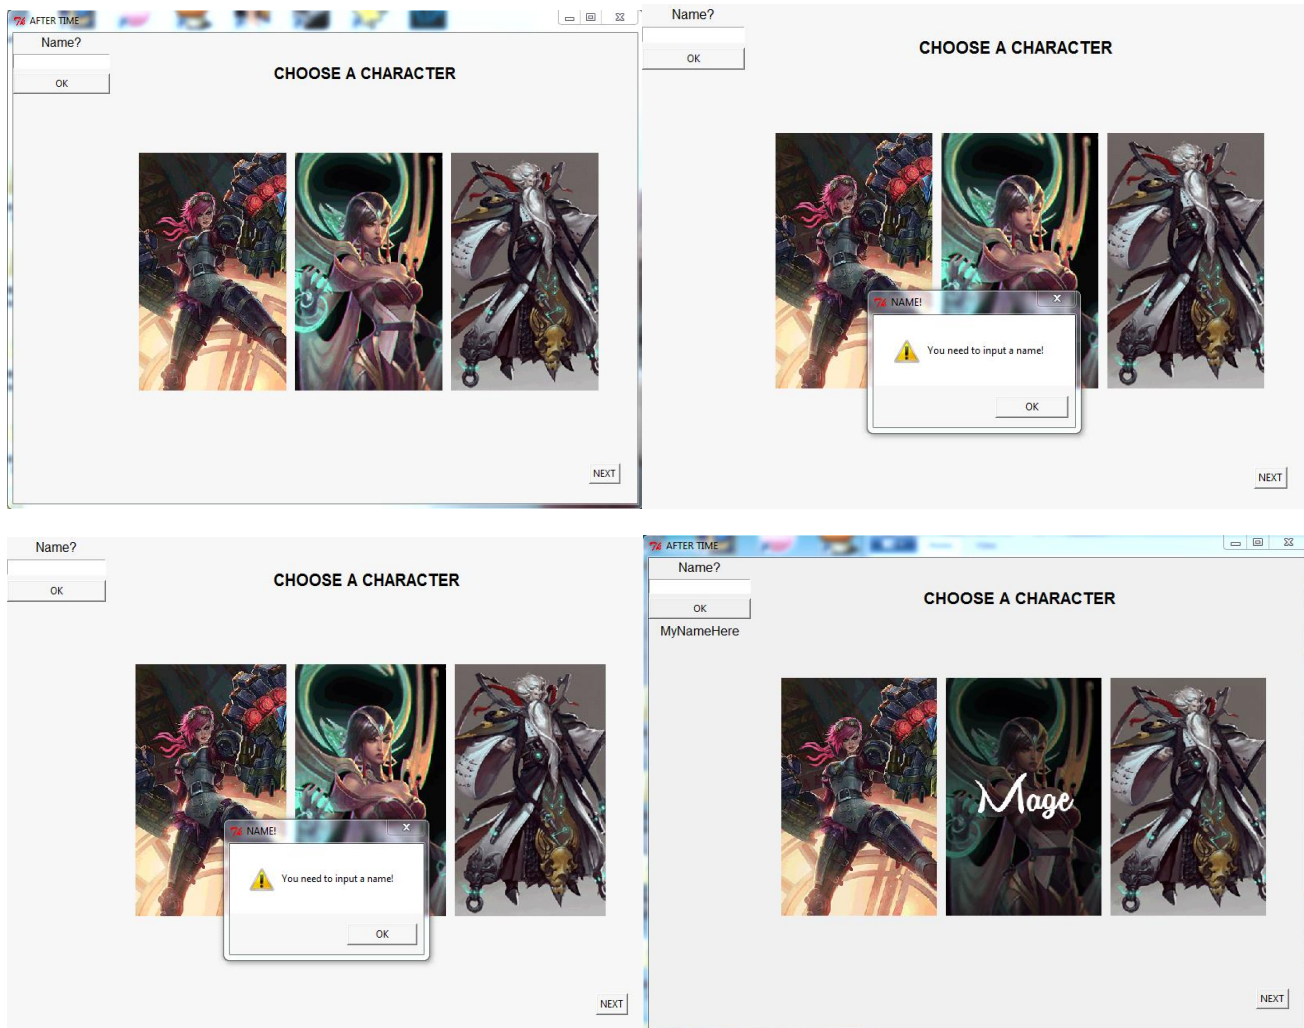 AFTER TIME
Name?
OK
CHOOSE A CHARACTER
NEXT
Name?
OK
CHOOSE A CHARACTER
NAME!
You need to input a name!
OK
NEXT
Name?
OK
CHOOSE A CHARACTER
NAME!
You need to input a name!
OK
NEXT
AFTER TIME
Name?
OK
MyNameHere
CHOOSE A CHARACTER
Mage
NEXT